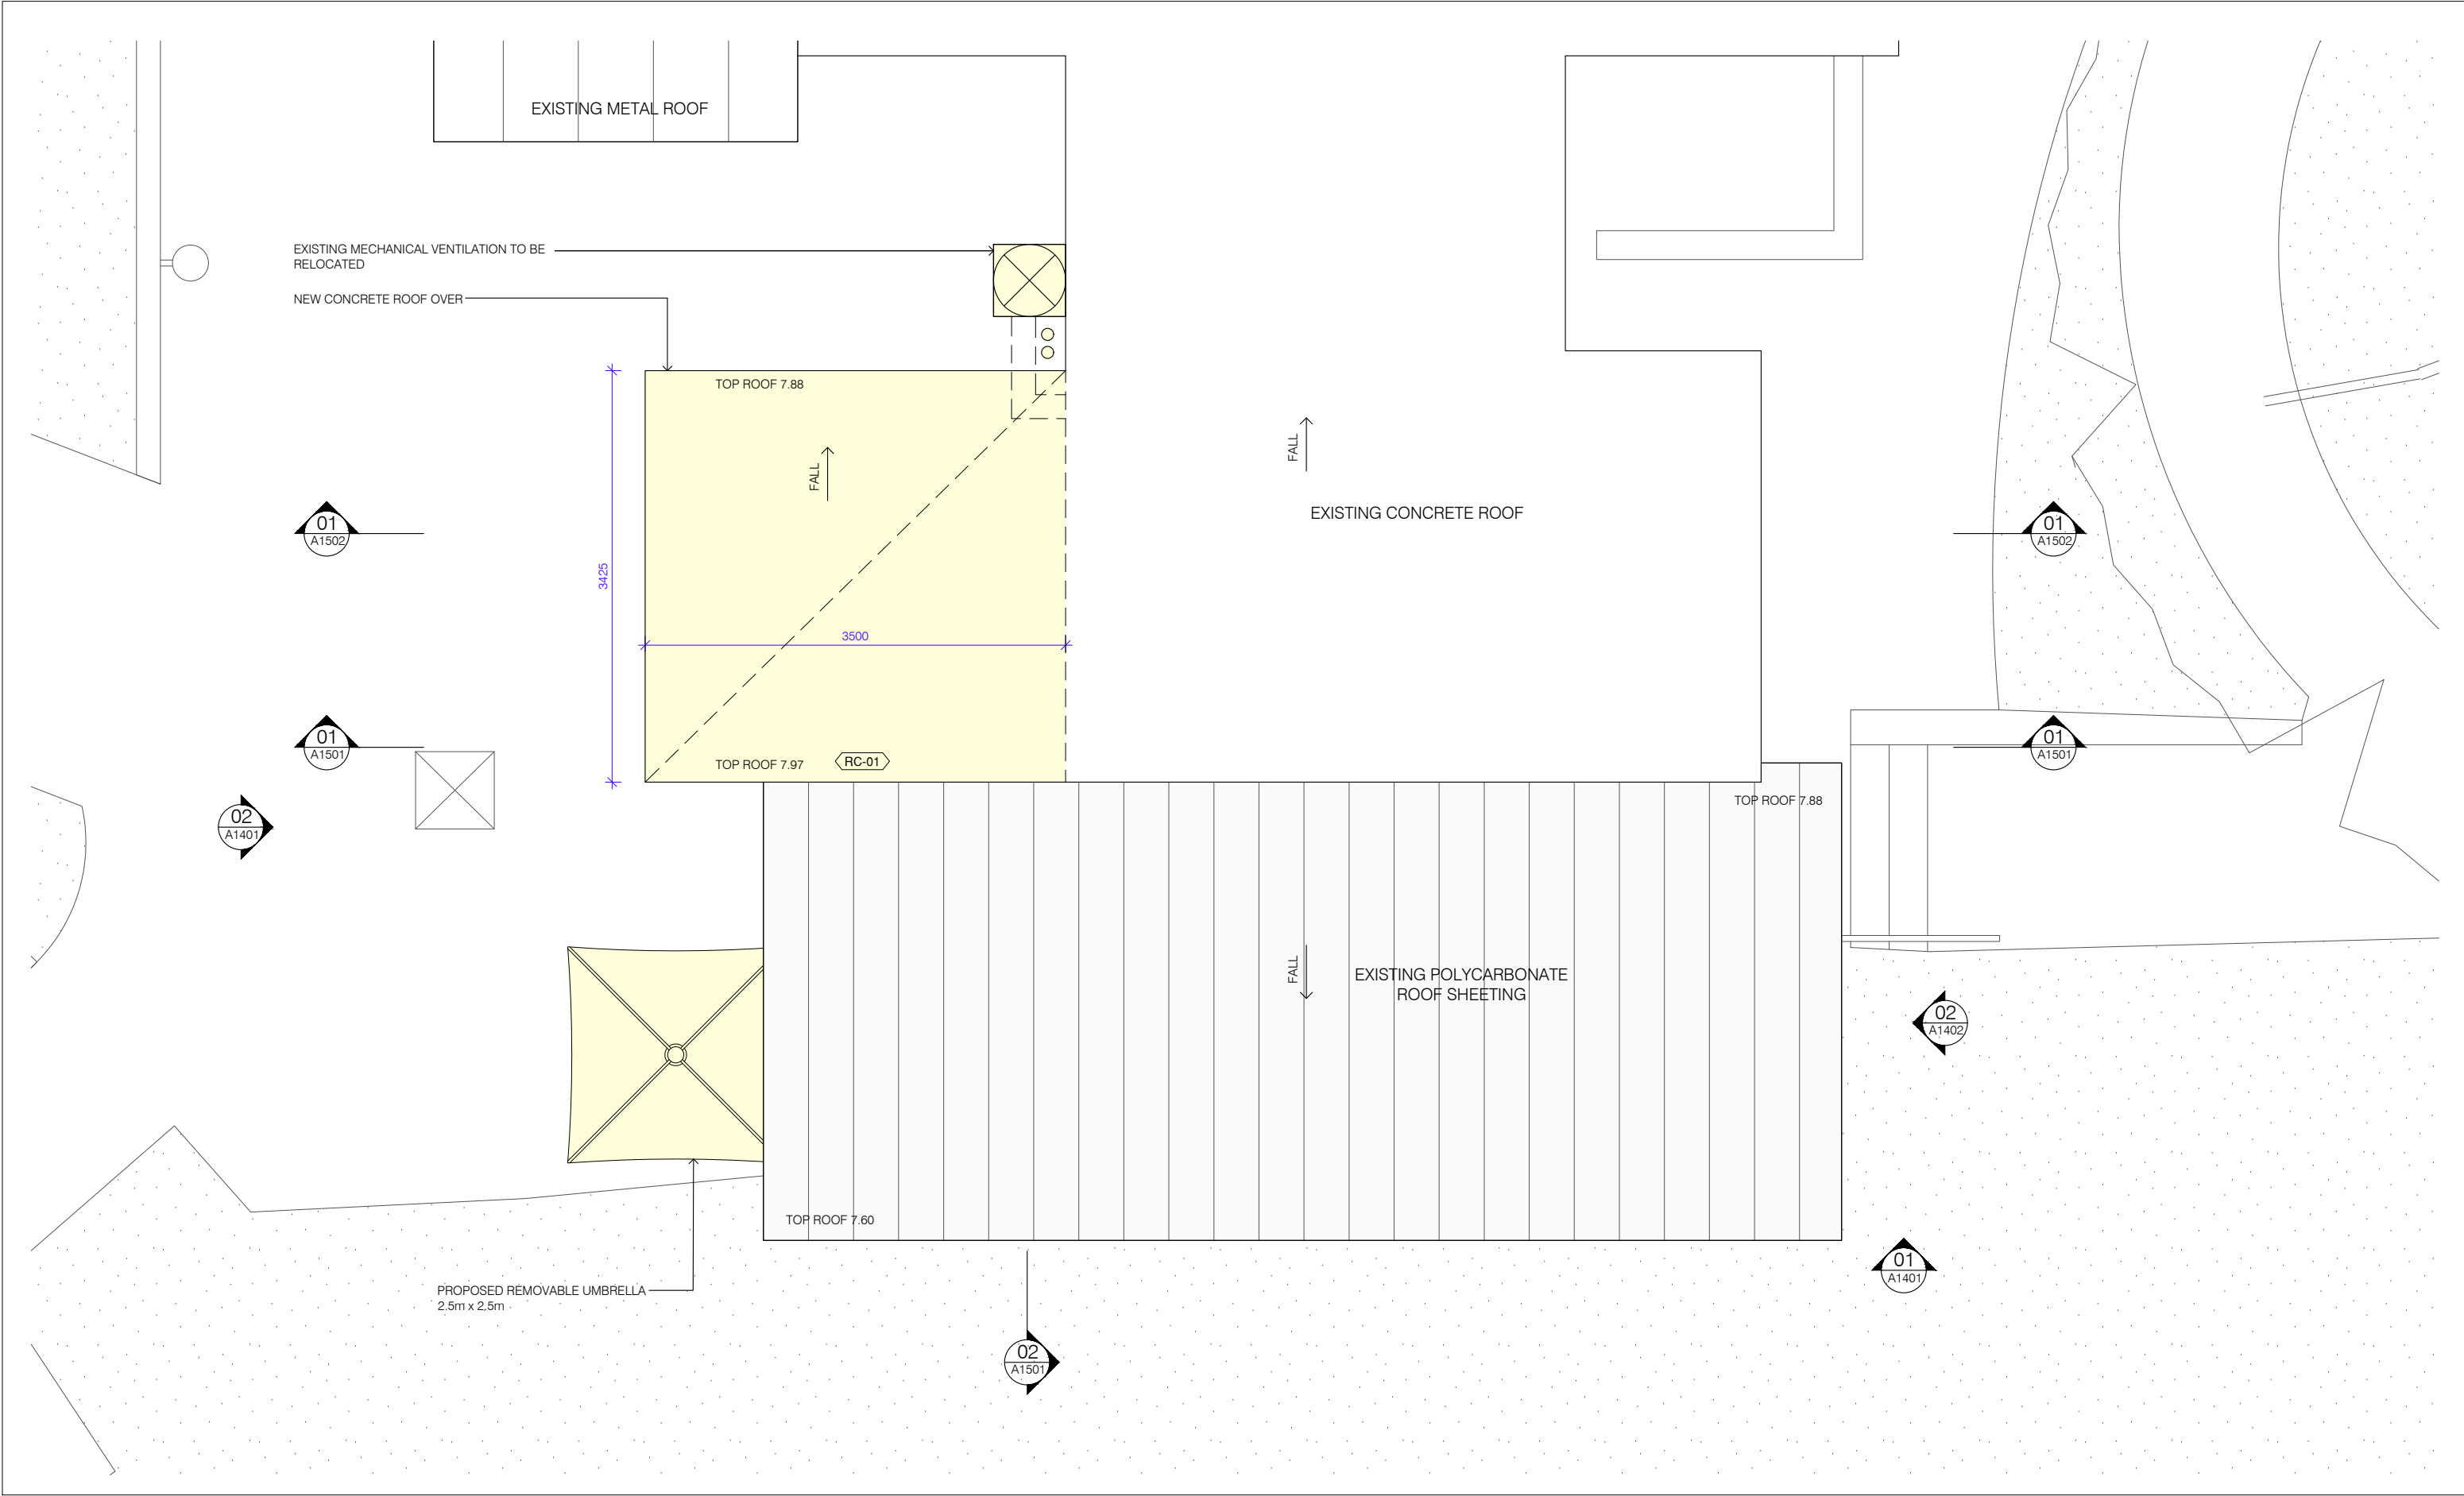 EXISTING METAL ROOF
EXISTING MECHANICAL VENTILATION TO BE
RELOCATED
NEW CONCRETE ROOF OVER
TOP ROOF 7.88
FALL
FALL
EXISTING CONCRETE ROOF
01
A1502
01
A1502
3425
3500
01
A1501
01
A1501
TOP ROOF 7.97
RC-01
TOP ROOF 7.88
02
A1401
FALL
EXISTING POLYCARBONATE
ROOF SHEETING
02
A1402
TOP ROOF 7.60
01
A1401
PROPOSED REMOVABLE UMBRELLA
2.5m x 2.5m
02
A1501